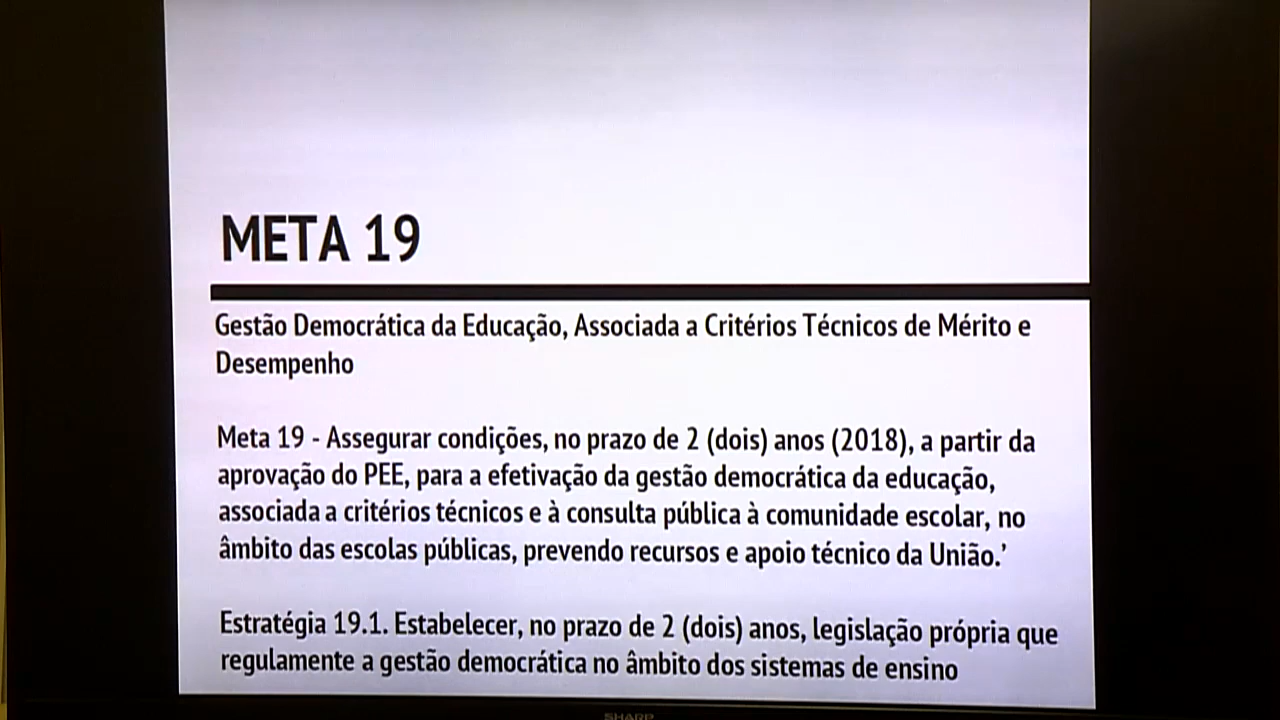 META 19
Gestão Democrática da Educação, Associada a Critérios Técnicos de Mérito e
Desempenho
Meta 19 - Assegurar condições, no prazo de 2 (dois) anos (2018), a partir da
aprovação do PEE, para a efetivação da gestão democrática da educação,
associada a critérios técnicos e à consulta pública à comunidade escolar, no
âmbito das escolas públicas, prevendo recursos e apoio técnico da União.’
Estratégia 19.1. Estabelecer, no prazo de 2 (dois) anos, legislação própria que
regulamente a gestão democrática no âmbito dos sistemas de ensino
SHARP